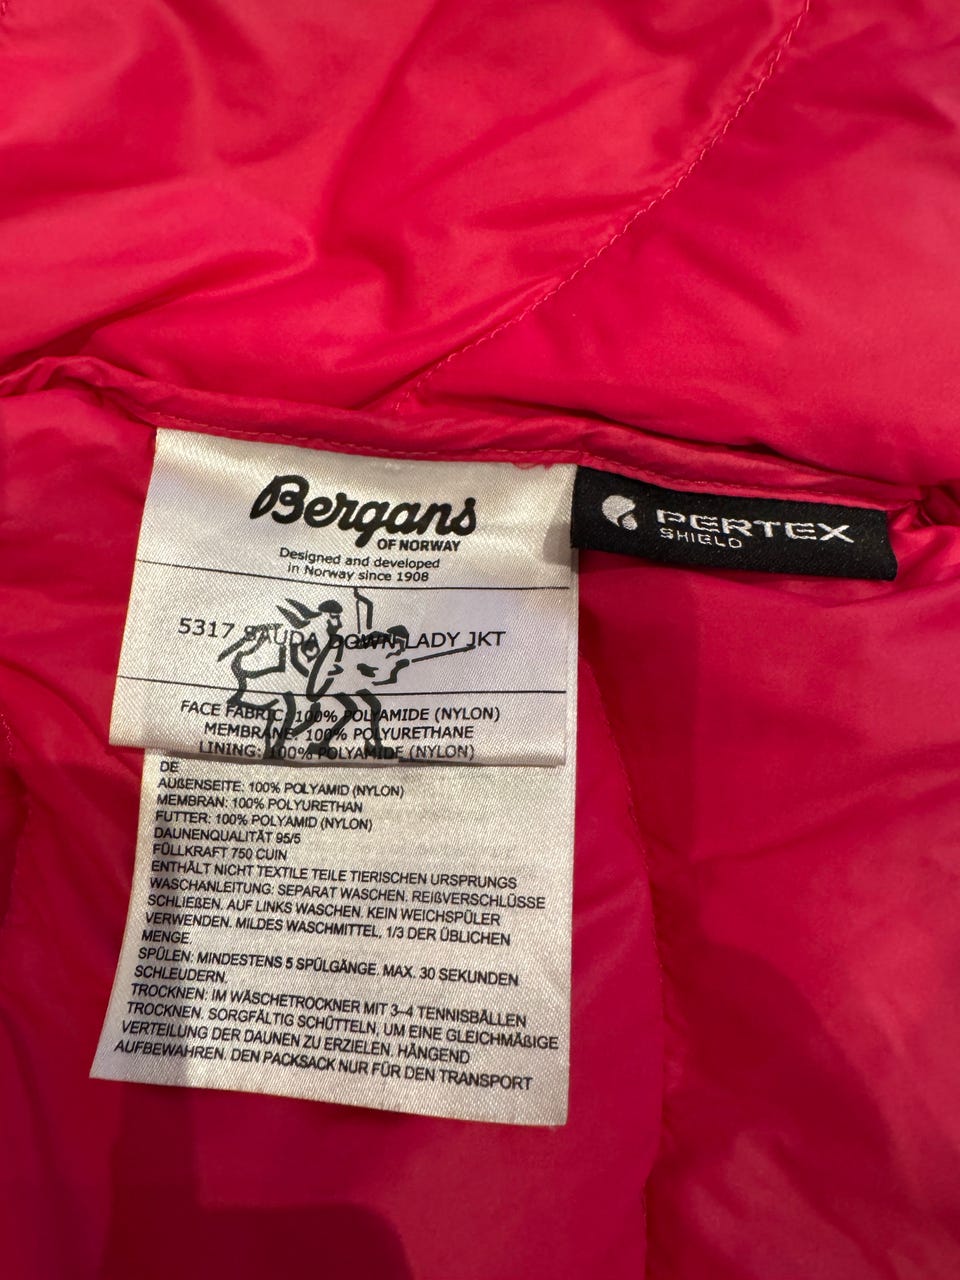 Bergans
OF NORWAY
Designed and developed
in Norway since 1908
PERTEX
SHIELD
5317 SAUDA DOWN LADY JKT
FACE FABRIC: 100% POLYAMIDE (NYLON)
MEMBRANE: 100% POLYURETHANE
LINING: 100% POLYAMIDE (NYLON)
DE
AUßENSEITE: 100% POLYAMID (NYLON)
MEMBRAN: 100% POLYURETHAN
FUTTER: 100% POLYAMID (NYLON)
DAUNENQUALITÄT 95/5
FÜLLKRAFT 750 CUIN
ENTHÄLT NICHT TEXTILE TEILE TIERISCHEN URSPRUNGS
WASCHANLEITUNG: SEPARAT WASCHEN. REIßVERSCHLÜSSE
SCHLIEßEN. AUF LINKS WASCHEN. KEIN WEICHSPÜLER
VERWENDEN. MILDES WASCHMITTEL, 1/3 DER ÜBLICHEN
MENGE.
SPÜLEN: MINDESTENS 5 SPÜLGÄNGE. MAX. 30 SEKUNDEN
SCHLEUDERN.
TROCKNEN: IM WÄSCHETROCKNER MIT 3-4 TENNISBÄLLEN
TROCKNEN. SORGFÄLTIG SCHÜTTELN, UM EINE GLEICHMÄßIGE
VERTEILUNG DER DAUNEN ZU ERZIELEN. HÄNGEND
AUFBEWAHREN. DEN PACKSACK NUR FÜR DEN TRANSPORT